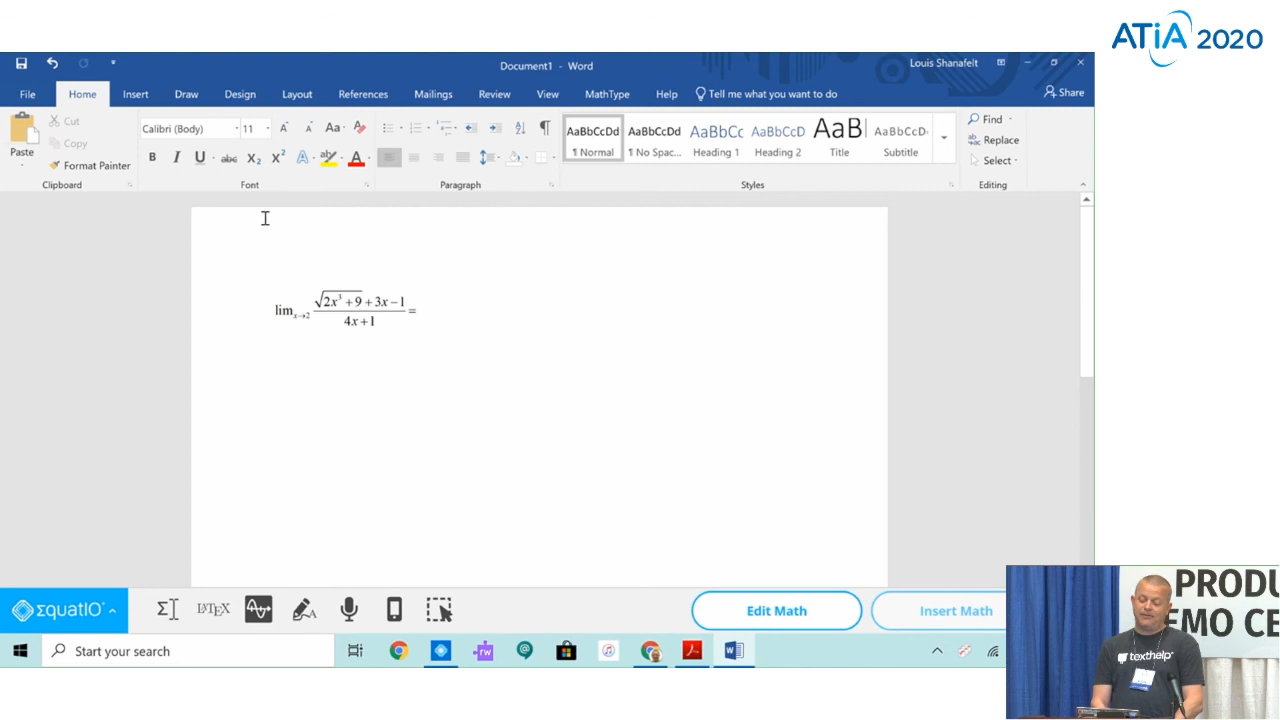 ATiA 2020
Document1 - Word
Louis Shanafelt
File Home Insert Draw Design Layout References Mailings Review View MathType Help Tell me what you want to do Share
Paste
Cut
Copy
Format Painter
Clipboard
Calibri (Body) 11
Font
Paragraph
AaBbCcDd AaBbCcDd AaBbCc AaBbCcD AaB AaBbCcD
¶ Normal ¶ No Spac... Heading 1 Heading 2 Title Subtitle
Styles
Find
Replace
Select
Editing
lim x→2 (√(2x³+9)+3x−1)/(4x+1) =
EquatIO
LaTeX
Edit Math
Insert Math
Start your search
rw
PRODU
EMO CE
texthelp